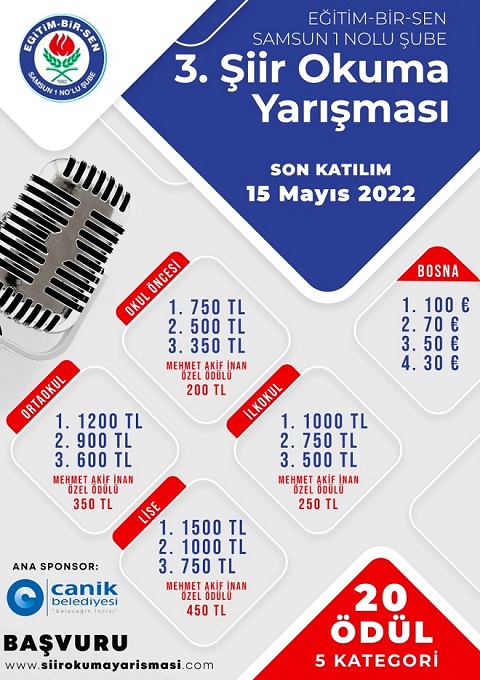 EĞİTİM-BİR-SEN
SAMSUN 1 NO'LU ŞUBE
1992
EĞİTİM-BİR-SEN
SAMSUN 1 NOLU ŞUBE
3. Şiir Okuma
Yarışması
SON KATILIM
15 Mayıs 2022
BOSNA
1. 100 €
2. 70 €
3. 50 €
4. 30 €
OKUL ÖNCESİ
1. 750 TL
2. 500 TL
3. 350 TL
MEHMET AKİF İNAN
ÖZEL ÖDÜLÜ
200 TL
ORTAOKUL
1. 1200 TL
2. 900 TL
3. 600 TL
MEHMET AKİF İNAN
ÖZEL ÖDÜLÜ
350 TL
İLKOKUL
1. 1000 TL
2. 750 TL
3. 500 TL
MEHMET AKİF İNAN
ÖZEL ÖDÜLÜ
250 TL
LİSE
1. 1500 TL
2. 1000 TL
3. 750 TL
MEHMET AKİF İNAN
ÖZEL ÖDÜLÜ
450 TL
ANA SPONSOR:
canik
belediyesi
"Geleceğin İncisi"
BAŞVURU
www.siirokumayarismasi.com
20
ÖDÜL
5 KATEGORİ